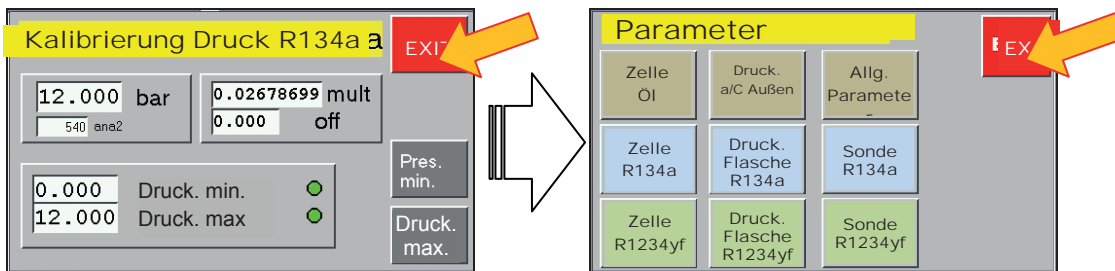 Kalibrierung Druck R134a a
EXIT
12.000 bar
540 ana2
0.02678699 mult
0.000 off
Pres.
min.
0.000 Druck. min.
12.000 Druck. max
Druck.
max.
Parameter
EX
Zelle
Öl
Druck.
a/C Außen
Allg.
Paramete
Zelle
R134a
Druck.
Flasche
R134a
Sonde
R134a
Zelle
R1234yf
Druck.
Flasche
R1234yf
Sonde
R1234yf